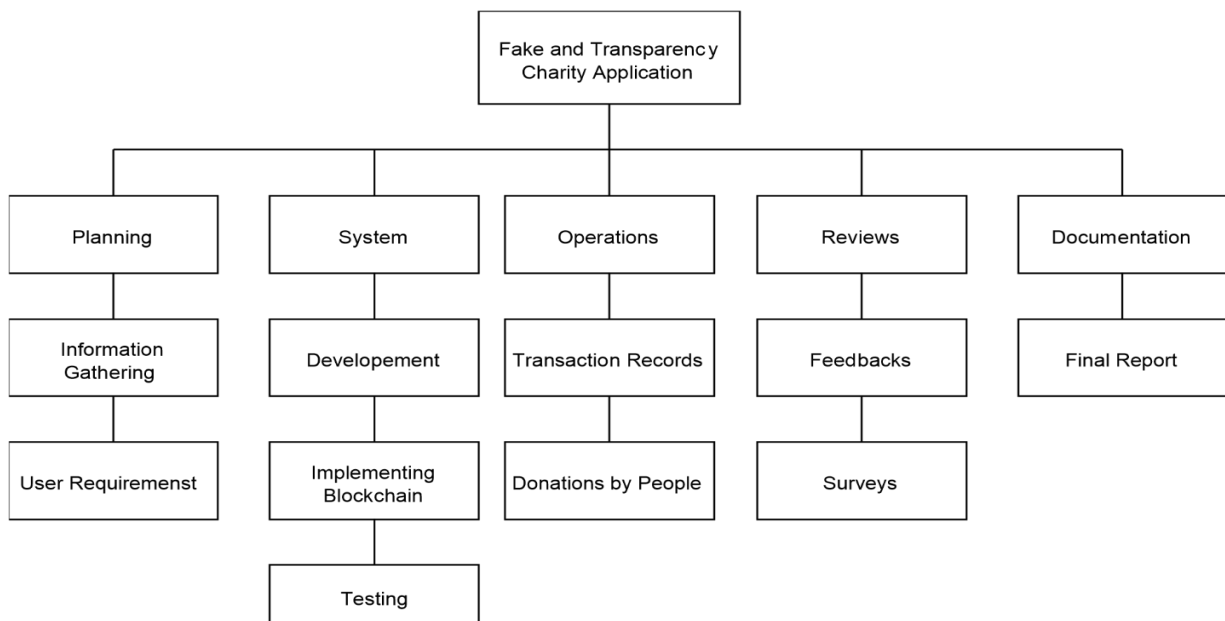 Fake and Transparency
Charity Application
Planning
System
Operations
Reviews
Documentation
Information
Gathering
Developement
Transaction Records
Feedbacks
Final Report
User Requiremenst
Implementing
Blockchain
Donations by People
Surveys
Testing